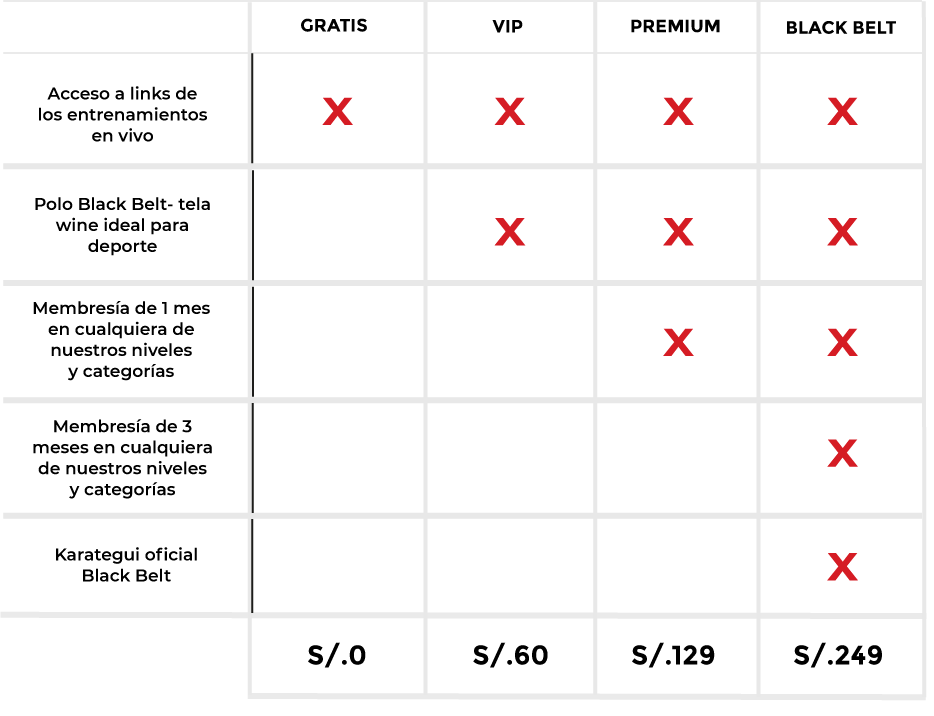 GRATIS VIP PREMIUM BLACK BELT
Acceso a links de
los entrenamientos
en vivo
X X X X
Polo Black Belt- tela
wine ideal para
deporte
X X X
Membresía de 1 mes
en cualquiera de
nuestros niveles
y categorías
X X
Membresía de 3
meses en cualquiera
de nuestros niveles
y categorías
X
Karategui oficial
Black Belt
X
S/.0 S/.60 S/.129 S/.249